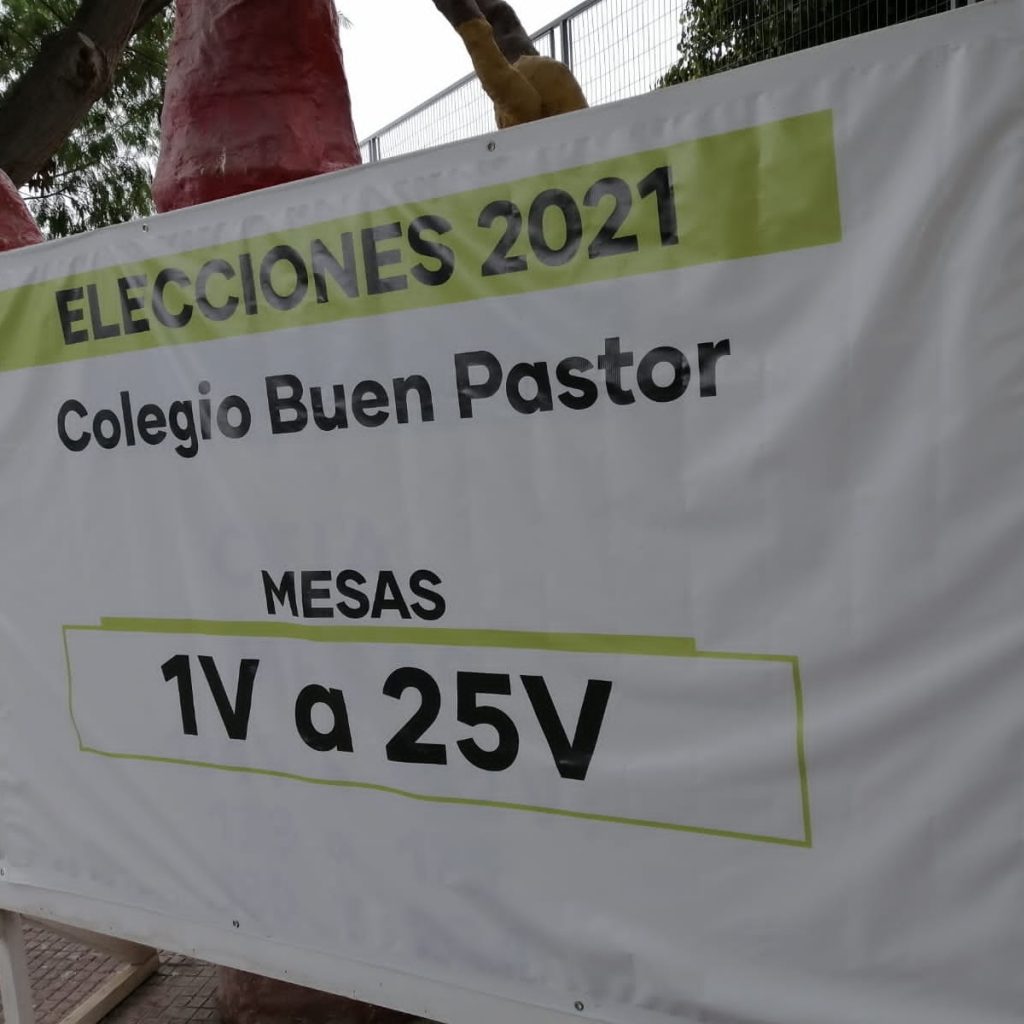 ELECCIONES 2021
Colegio Buen Pastor
MESAS
1V a 25V